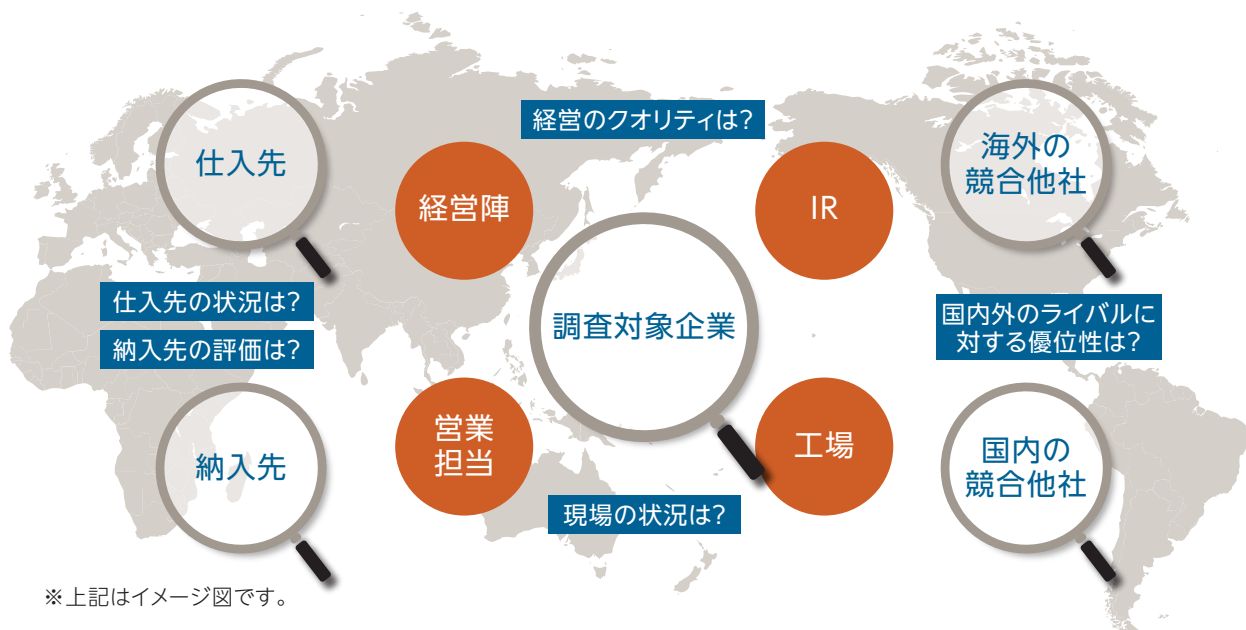 経営のクオリティは?
仕入先
経営陣
IR
海外の
競合他社
仕入先の状況は?
納入先の評価は?
調査対象企業
国内外のライバルに
対する優位性は?
納入先
営業
担当
工場
国内の
競合他社
現場の状況は?
※上記はイメージ図です。